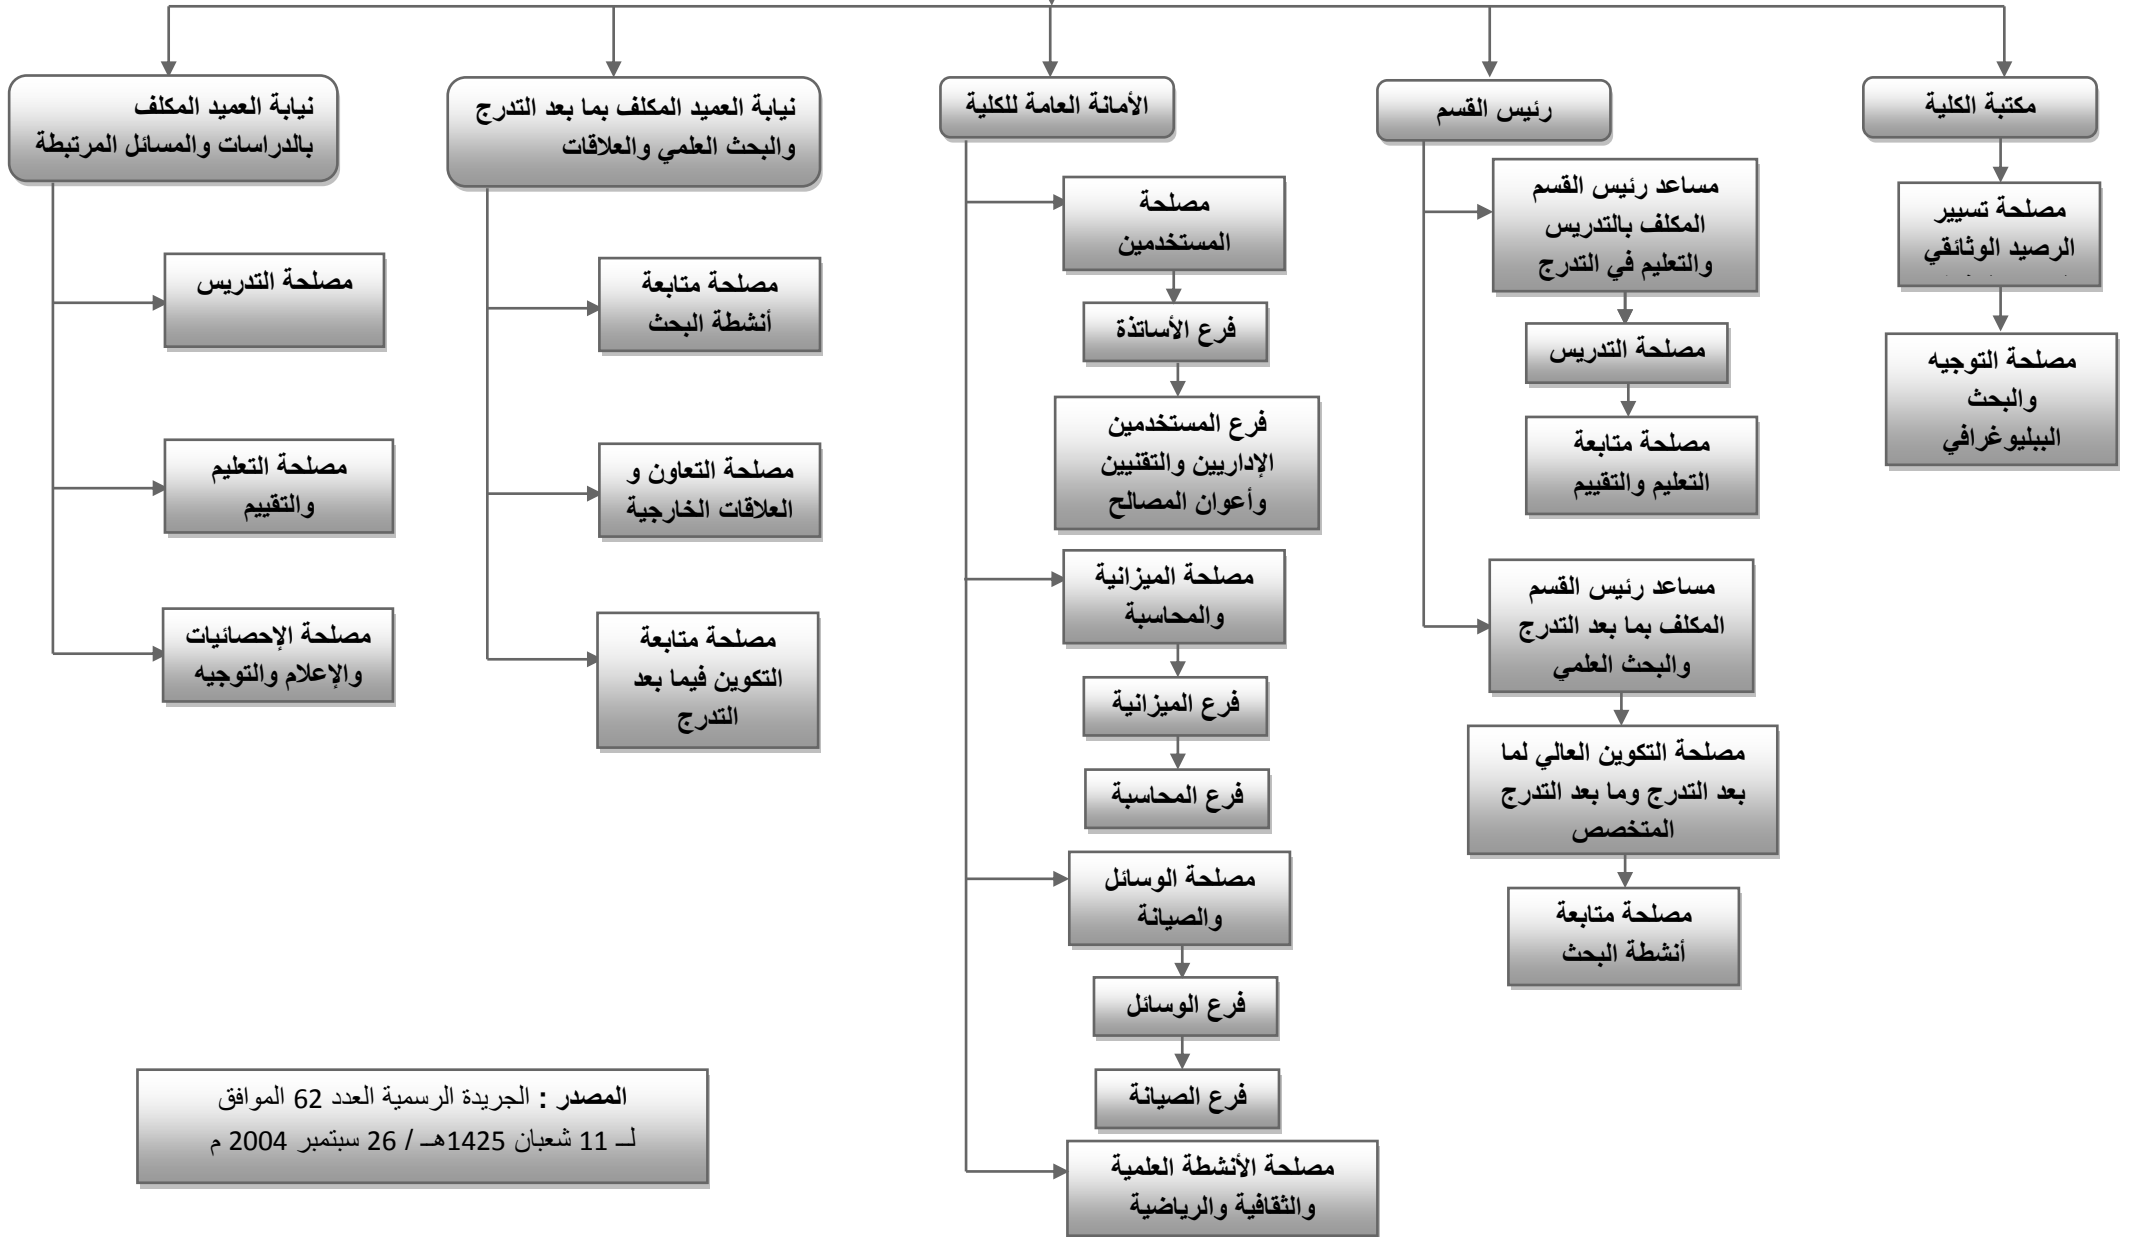 مكتبة الكلية
مصلحة تسيير
الرصيد الوثائقي
مصلحة التوجيه
والبحث
الببليوغرافي
رئيس القسم
مساعد رئيس القسم
المكلف بالتدريس
والتعليم في التدرج
مصلحة التدريس
مصلحة متابعة
التعليم والتقييم
مساعد رئيس القسم
المكلف بما بعد التدرج
والبحث العلمي
مصلحة التكوين العالي لما
بعد التدرج وما بعد التدرج
المتخصص
مصلحة متابعة
أنشطة البحث
الأمانة العامة للكلية
مصلحة
المستخدمين
فرع الأساتذة
فرع المستخدمين
الإداريين والتقنيين
وأعوان المصالح
مصلحة الميزانية
والمحاسبة
فرع الميزانية
فرع المحاسبة
مصلحة الوسائل
والصيانة
فرع الوسائل
فرع الصيانة
مصلحة الأنشطة العلمية
والثقافية والرياضية
نيابة العميد المكلف بما بعد التدرج
والبحث العلمي والعلاقات
مصلحة متابعة
أنشطة البحث
مصلحة التعاون و
العلاقات الخارجية
مصلحة متابعة
التكوين فيما بعد
التدرج
نيابة العميد المكلف
بالدراسات والمسائل المرتبطة
مصلحة التدريس
مصلحة التعليم
والتقييم
مصلحة الإحصائيات
والإعلام والتوجيه
المصدر : الجريدة الرسمية العدد 62 الموافق
لــ 11 شعبان 1425هــ / 26 سبتمبر 2004 م